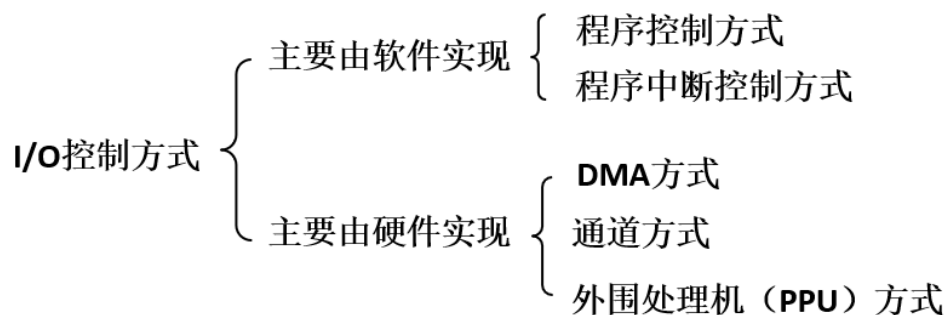 I/O控制方式
主要由软件实现
程序控制方式
程序中断控制方式
主要由硬件实现
DMA方式
通道方式
外围处理机（PPU）方式